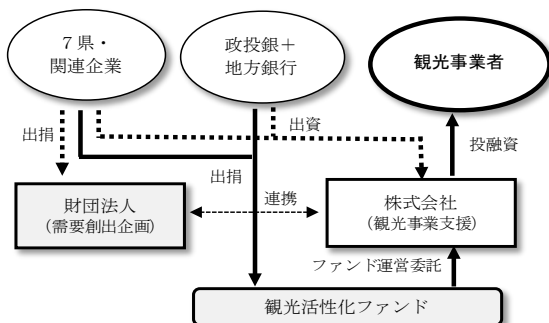 ７県・
関連企業
政投銀＋
地方銀行
観光事業者
出捐
出資
投融資
出捐
財団法人
(需要創出企画)
連携
株式会社
(観光事業支援)
ファンド運営委託
観光活性化ファンド